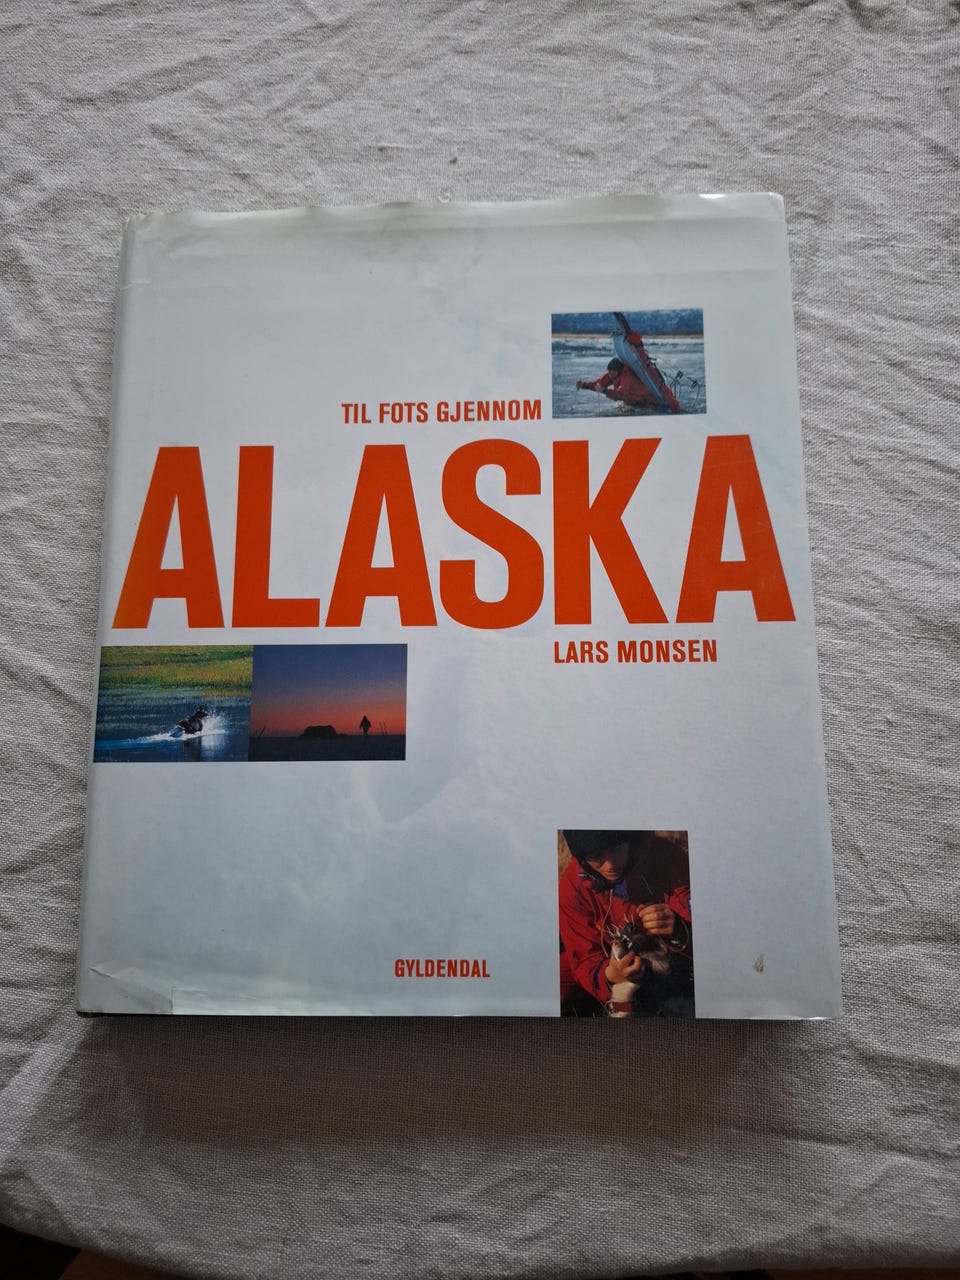 TIL FOTS GJENNOM
ALASKA
LARS MONSEN
GYLDENDAL